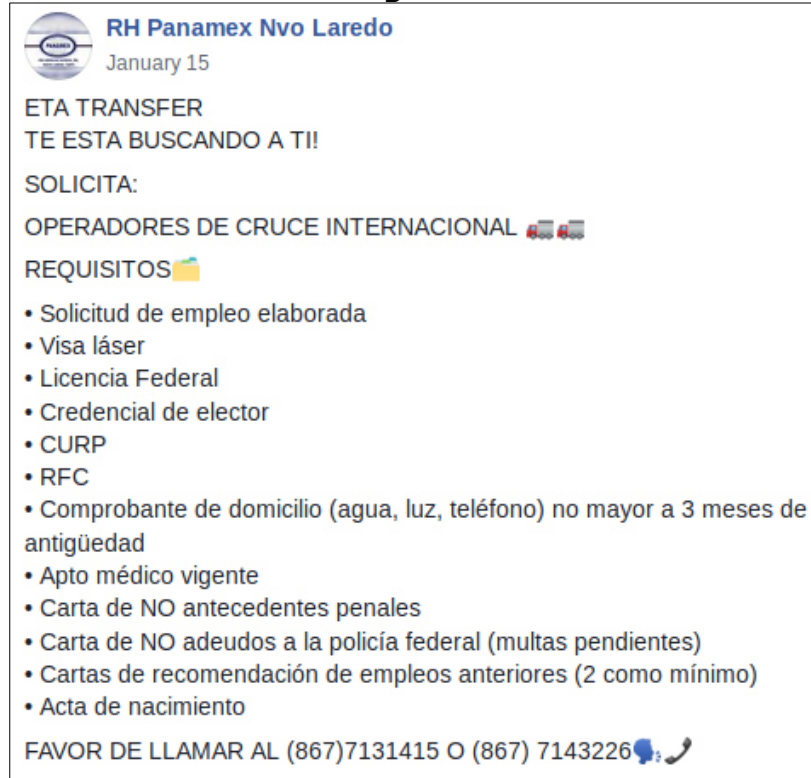 RH Panamex Nvo Laredo
January 15
ETA TRANSFER
TE ESTA BUSCANDO A TI!
SOLICITA:
OPERADORES DE CRUCE INTERNACIONAL 🚛🚛
REQUISITOS🗂️
• Solicitud de empleo elaborada
• Visa láser
• Licencia Federal
• Credencial de elector
• CURP
• RFC
• Comprobante de domicilio (agua, luz, teléfono) no mayor a 3 meses de
antigüedad
• Apto médico vigente
• Carta de NO antecedentes penales
• Carta de NO adeudos a la policía federal (multas pendientes)
• Cartas de recomendación de empleos anteriores (2 como mínimo)
• Acta de nacimiento
FAVOR DE LLAMAR AL (867)7131415 O (867) 7143226🗣️📞